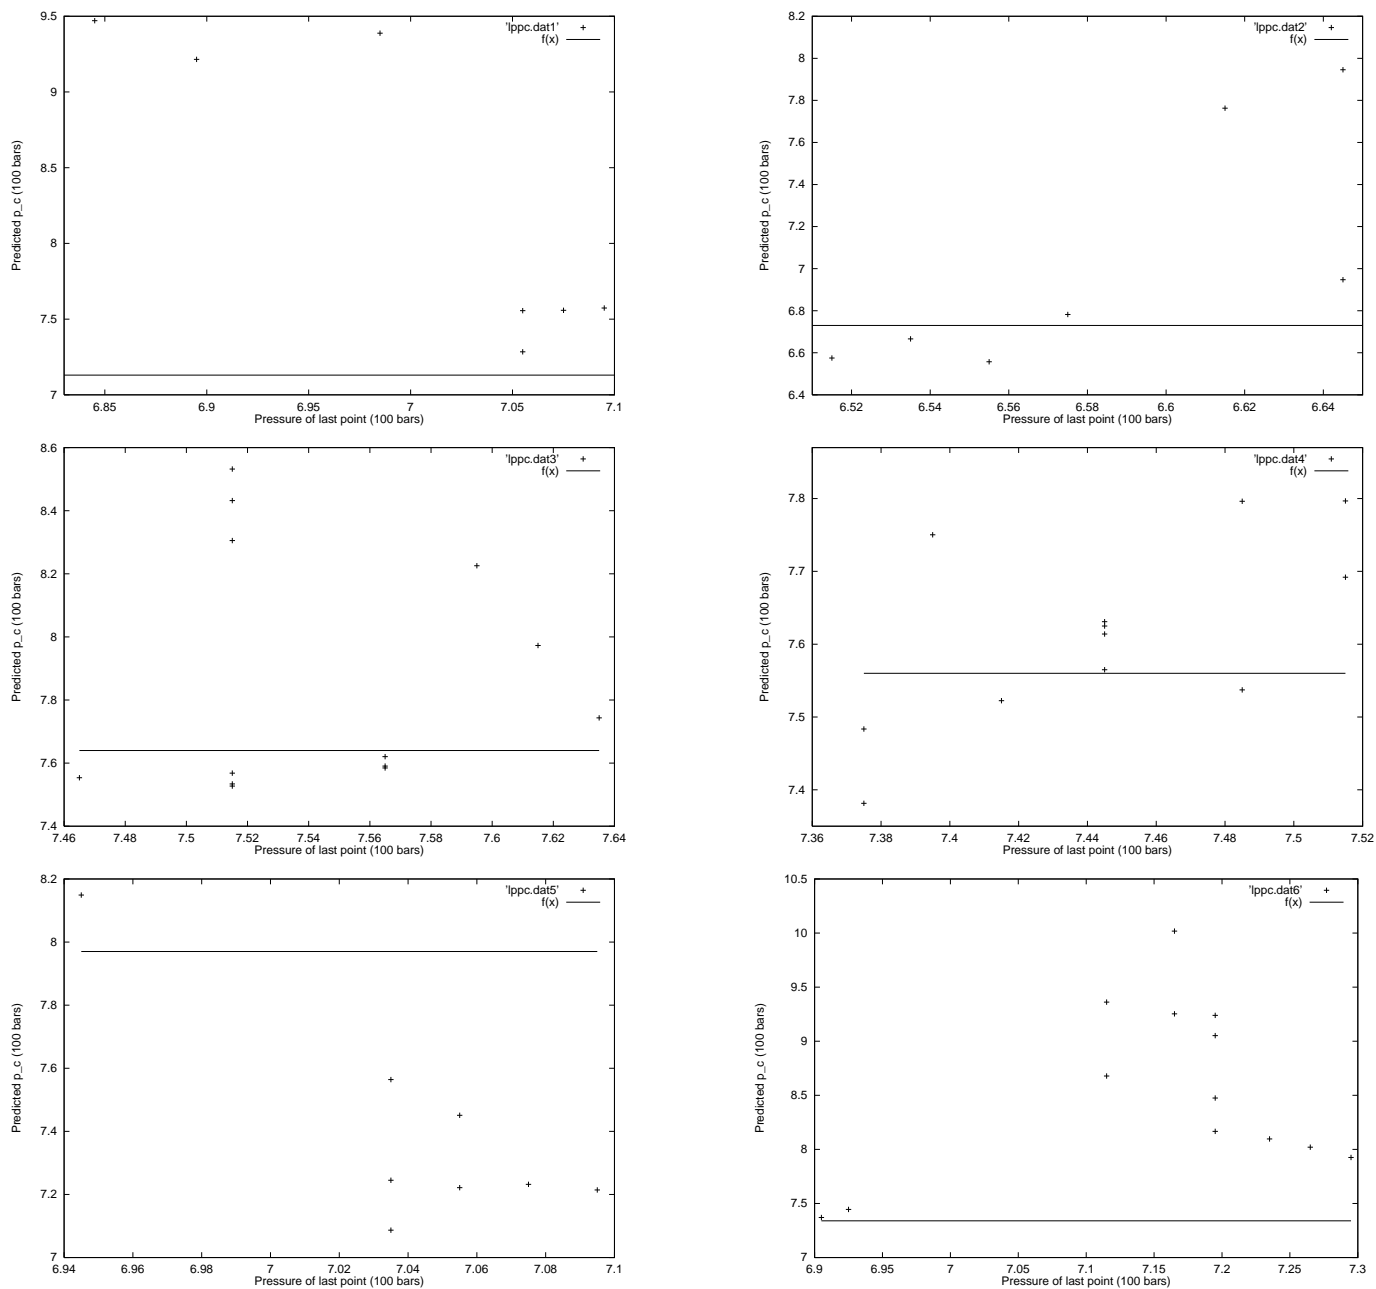 9.5
9
8.5
8
7.5
7
6.85 6.9 6.95 7 7.05 7.1
Predicted p_c (100 bars)
Pressure of last point (100 bars)
'lppc.dat1'
f(x)
8.2
8
7.8
7.6
7.4
7.2
7
6.8
6.6
6.4
6.52 6.54 6.56 6.58 6.6 6.62 6.64
Predicted p_c (100 bars)
Pressure of last point (100 bars)
'lppc.dat2'
f(x)
8.6
8.4
8.2
8
7.8
7.6
7.4
7.46 7.48 7.5 7.52 7.54 7.56 7.58 7.6 7.62 7.64
Predicted p_c (100 bars)
Pressure of last point (100 bars)
'lppc.dat3'
f(x)
7.8
7.7
7.6
7.5
7.4
7.36 7.38 7.4 7.42 7.44 7.46 7.48 7.5 7.52
Predicted p_c (100 bars)
Pressure of last point (100 bars)
'lppc.dat4'
f(x)
8.2
8
7.8
7.6
7.4
7.2
7
6.94 6.96 6.98 7 7.02 7.04 7.06 7.08 7.1
Predicted p_c (100 bars)
Pressure of last point (100 bars)
'lppc.dat5'
f(x)
10.5
10
9.5
9
8.5
8
7.5
7
6.9 6.95 7 7.05 7.1 7.15 7.2 7.25 7.3
Predicted p_c (100 bars)
Pressure of last point (100 bars)
'lppc.dat6'
f(x)